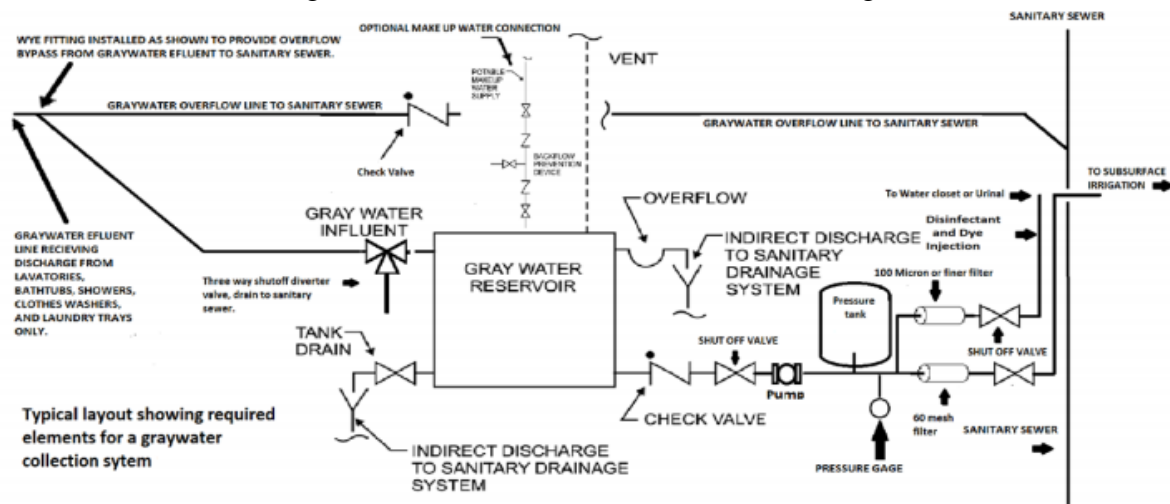 SANITARY SEWER
OPTIONAL MAKE UP WATER CONNECTION
WYE FITTING INSTALLED AS SHOWN TO PROVIDE OVERFLOW
BYPASS FROM GRAYWATER EFLUENT TO SANITARY SEWER.
VENT
POTABLE
MAKEUP
WATER
SUPPLY
GRAYWATER OVERFLOW LINE TO SANITARY SEWER
GRAYWATER OVERFLOW LINE TO SANITARY SEWER
Check Valve
BACKFLOW
PREVENTION
DEVICE
TO SUBSURFACE
IRRIGATION
To Water closet or Urinal
OVERFLOW
GRAY WATER
INFLUENT
Disinfectant
and Dye
Injection
GRAYWATER EFLUENT
LINE RECIEVING
DISCHARGE FROM
LAVATORIES,
BATHTUBS, SHOWERS,
CLOTHES WASHERS,
AND LAUNDRY TRAYS
ONLY.
INDIRECT DISCHARGE
TO SANITARY
DRAINAGE
SYSTEM
GRAY WATER
RESERVOIR
100 Micron or finer filter
Three way shutoff diverter
valve, drain to sanitary
sewer.
Pressure
tank
TANK
DRAIN
SHUT OFF VALVE
SHUT OFF VALVE
Pump
CHECK VALVE
60 mesh
filter
SANITARY SEWER
Typical layout showing required
elements for a graywater
collection sytem
INDIRECT DISCHARGE
TO SANITARY DRAINAGE
SYSTEM
PRESSURE GAGE